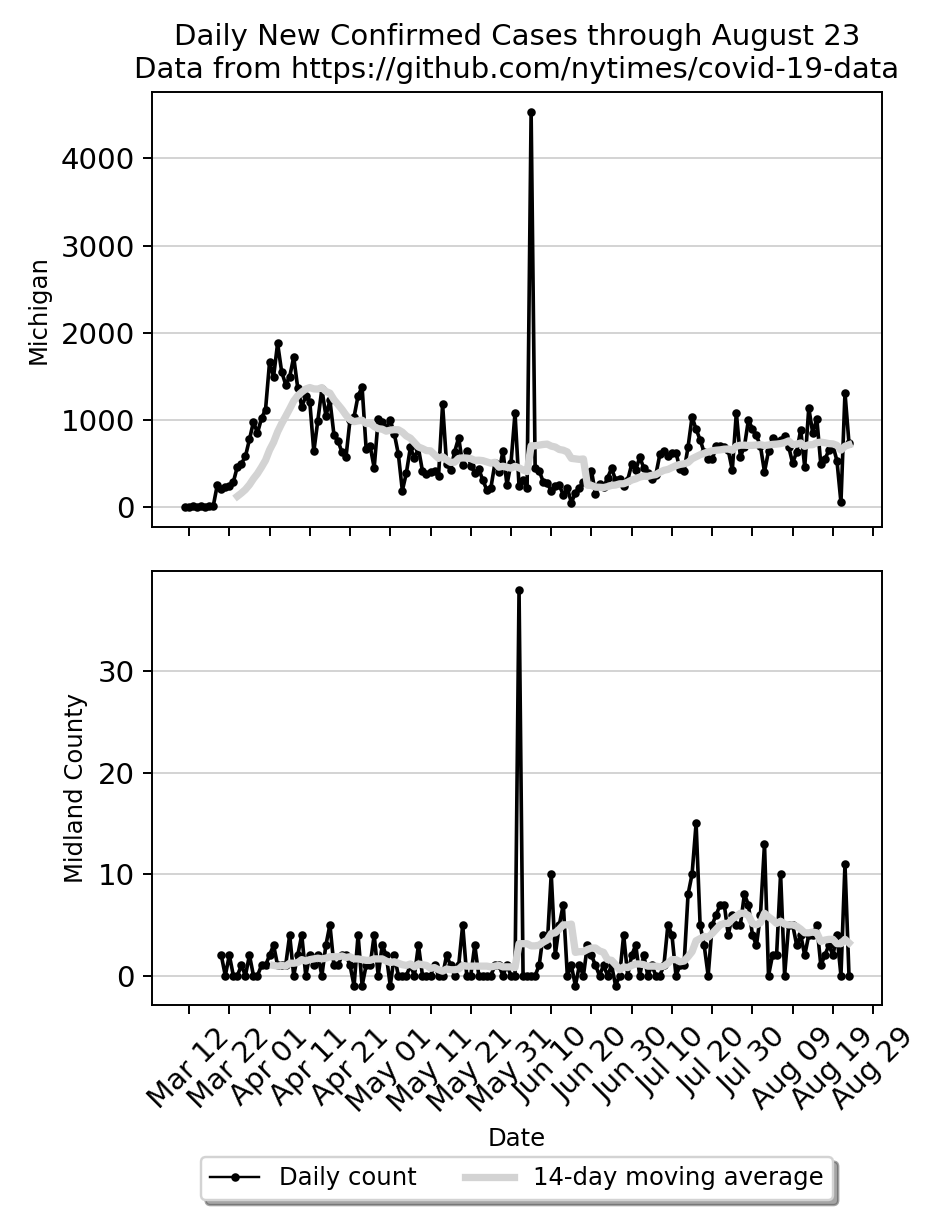 Daily New Confirmed Cases through August 23
Data from https://github.com/nytimes/covid-19-data
Michigan
4000
3000
2000
1000
0
Midland County
30
20
10
0
Mar 12
Mar 22
Apr 01
Apr 11
Apr 21
May 01
May 11
May 21
May 31
Jun 10
Jun 20
Jun 30
Jul 10
Jul 20
Jul 30
Aug 09
Aug 19
Aug 29
Date
Daily count
14-day moving average